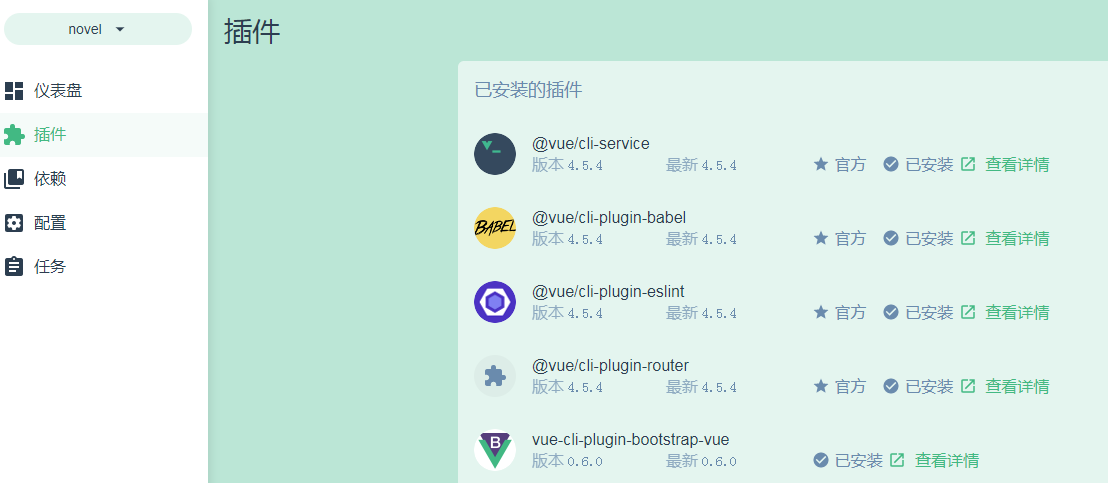 novel
插件
仪表盘
插件
依赖
配置
任务
已安装的插件
@vue/cli-service
版本 4.5.4 最新 4.5.4 官方 已安装 查看详情
BABEL
@vue/cli-plugin-babel
版本 4.5.4 最新 4.5.4 官方 已安装 查看详情
@vue/cli-plugin-eslint
版本 4.5.4 最新 4.5.4 官方 已安装 查看详情
@vue/cli-plugin-router
版本 4.5.4 最新 4.5.4 官方 已安装 查看详情
B
vue-cli-plugin-bootstrap-vue
版本 0.6.0 最新 0.6.0 已安装 查看详情